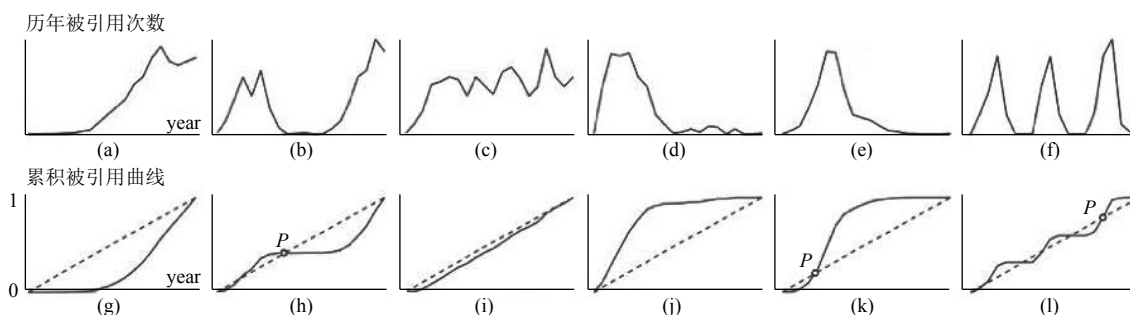 历年被引用次数
year
(a) (b) (c) (d) (e) (f)
累积被引用曲线
1
P P P
0 year
(g) (h) (i) (j) (k) (l)